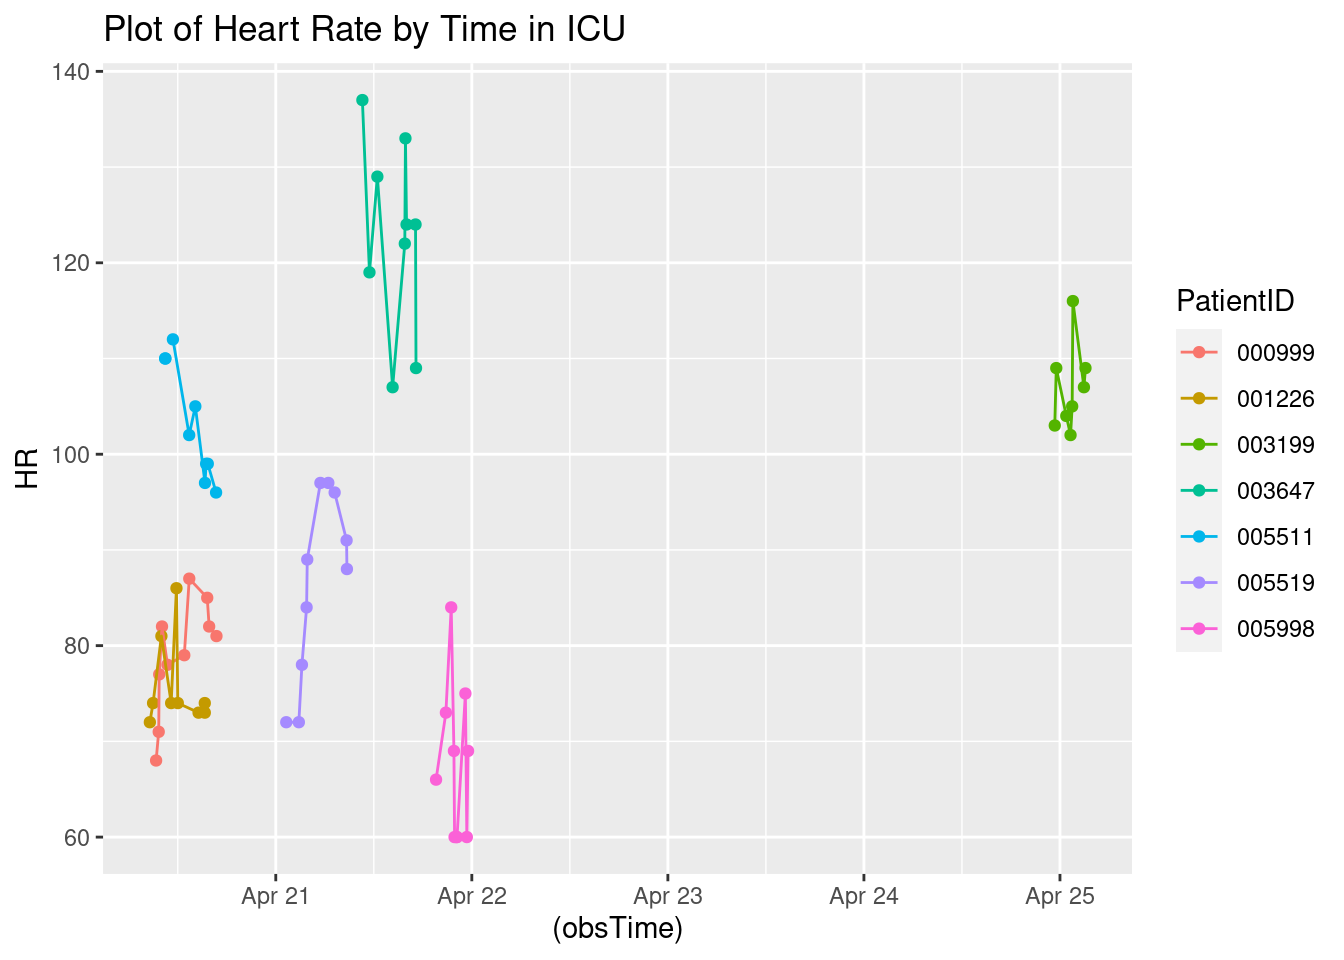 Plot of Heart Rate by Time in ICU
140
120
100
80
60
HR
Apr 21 Apr 22 Apr 23 Apr 24 Apr 25
(obsTime)
PatientID
000999
001226
003199
003647
005511
005519
005998